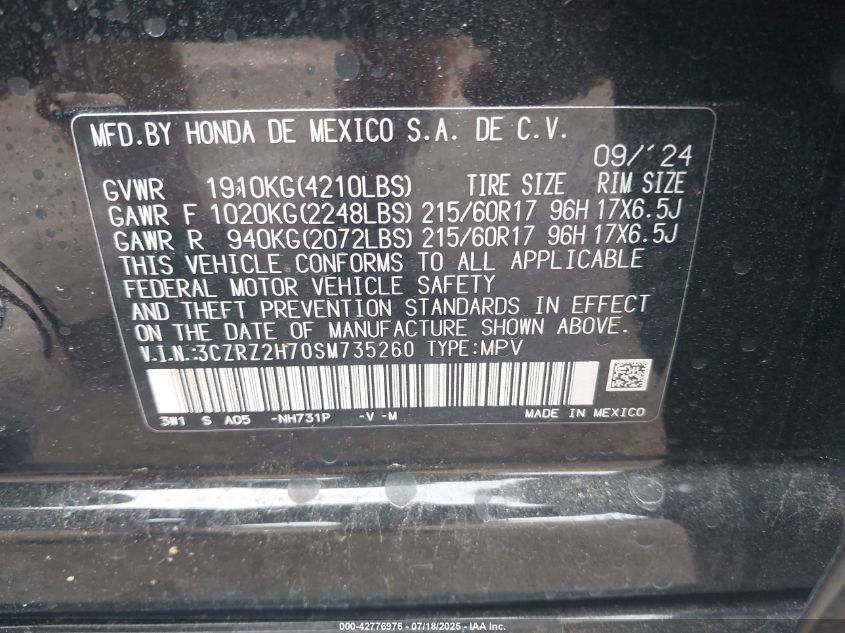 MFD.BY HONDA DE MEXICO S.A. DE C.V.
09/'24
GVWR 1910KG(4210LBS) TIRE SIZE RIM SIZE
GAWR F 1020KG(2248LBS) 215/60R17 96H 17X6.5J
GAWR R 940KG(2072LBS) 215/60R17 96H 17X6.5J
THIS VEHICLE CONFORMS TO ALL APPLICABLE
FEDERAL MOTOR VEHICLE SAFETY
AND THEFT PREVENTION STANDARDS IN EFFECT
ON THE DATE OF MANUFACTURE SHOWN ABOVE.
V.I.N.:3CZRZ2H70SM735260 TYPE:MPV
3W1 S A05 -NH731P -V -M MADE IN MEXICO
000-42776976 - 07/18/2025 - IAA Inc.